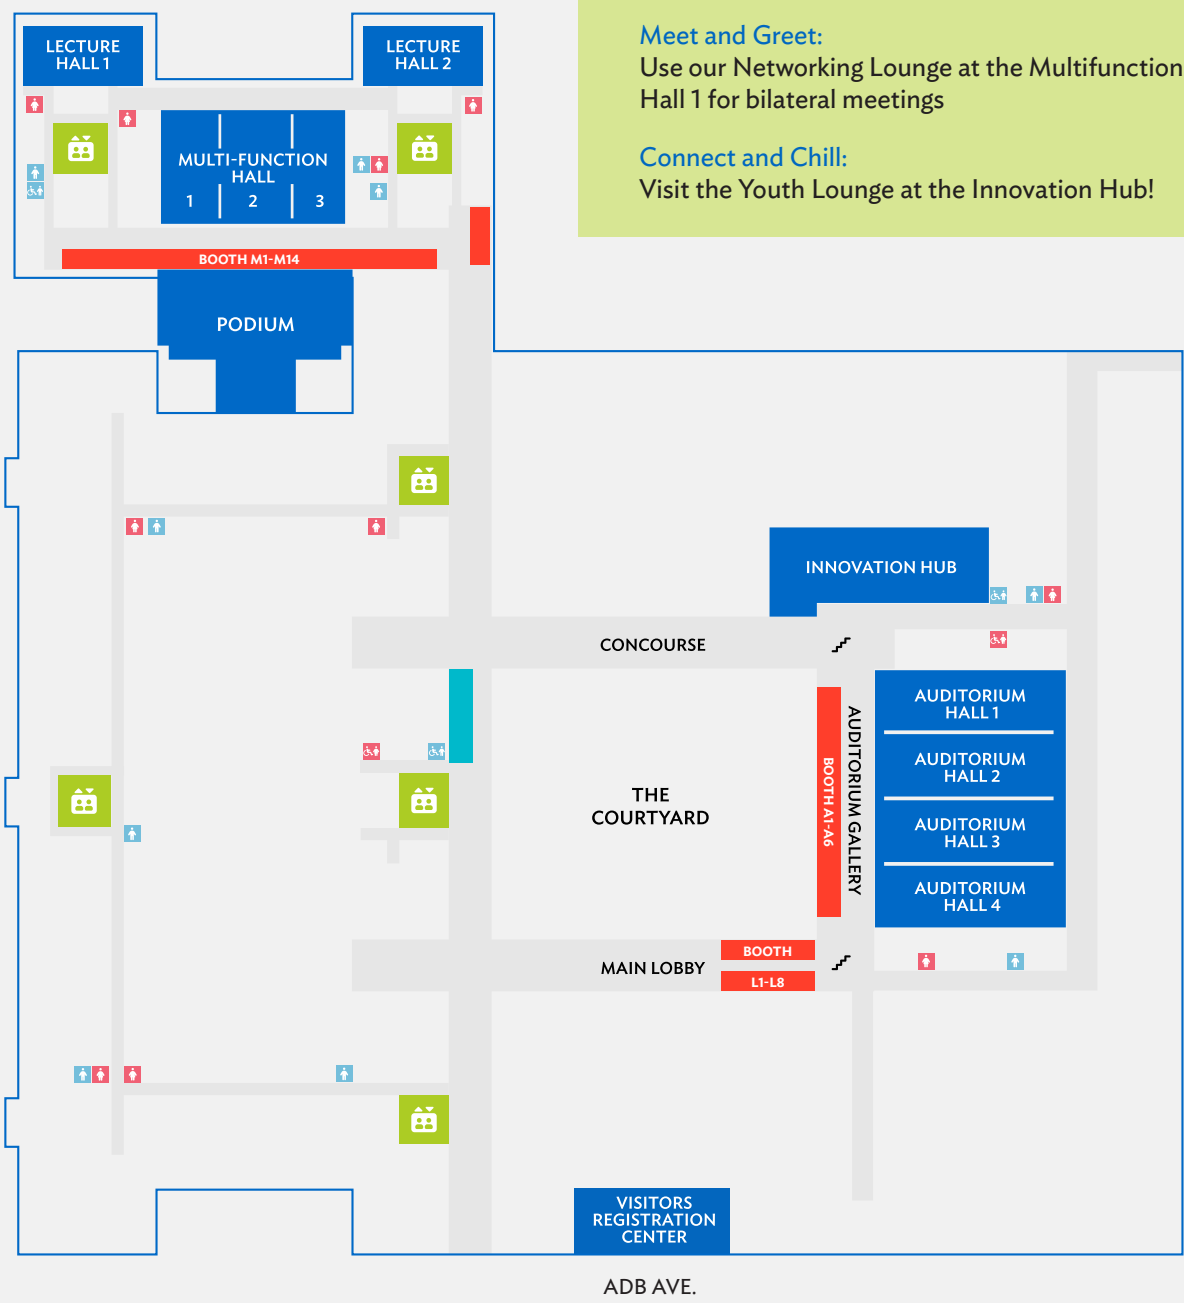 Meet and Greet:
Use our Networking Lounge at the Multifunction
Hall 1 for bilateral meetings
Connect and Chill:
Visit the Youth Lounge at the Innovation Hub!
LECTURE
HALL 1
LECTURE
HALL 2
MULTI-FUNCTION
HALL
1 2 3
BOOTH M1-M14
PODIUM
INNOVATION HUB
CONCOURSE
AUDITORIUM
HALL 1
AUDITORIUM
HALL 2
AUDITORIUM
HALL 3
AUDITORIUM
HALL 4
AUDITORIUM GALLERY
BOOTH A1-A6
THE
COURTYARD
MAIN LOBBY
BOOTH
L1-L8
VISITORS
REGISTRATION
CENTER
ADB AVE.